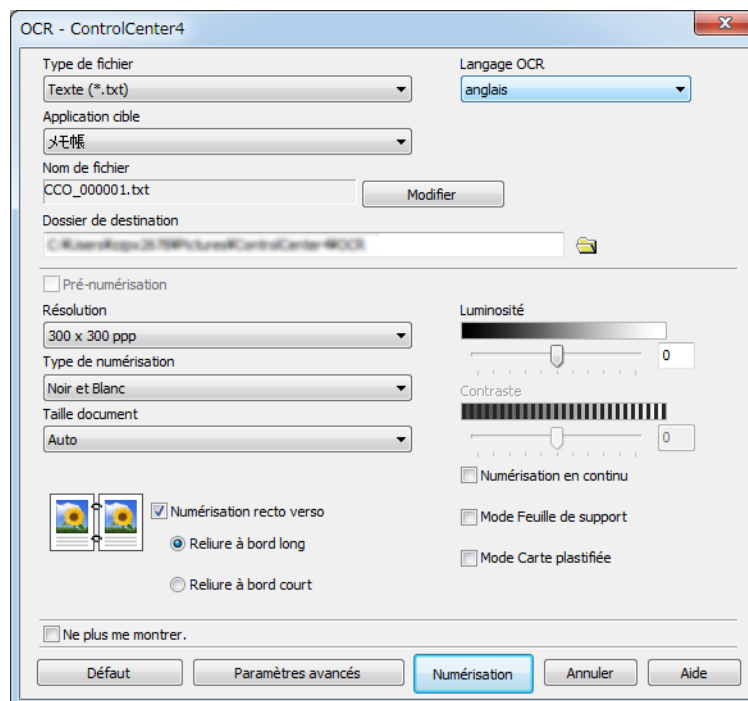 OCR - ControlCenter4
Type de fichier
Texte (*.txt)
Langage OCR
anglais
Application cible
メモ帳
Nom de fichier
CCO_000001.txt
Modifier
Dossier de destination
Pré-numérisation
Résolution
300 x 300 ppp
Type de numérisation
Noir et Blanc
Taille document
Auto
Luminosité
0
Contraste
0
Numérisation en continu
Numérisation recto verso
Mode Feuille de support
Reliure à bord long
Mode Carte plastifiée
Reliure à bord court
Ne plus me montrer.
Défaut
Paramètres avancés
Numérisation
Annuler
Aide